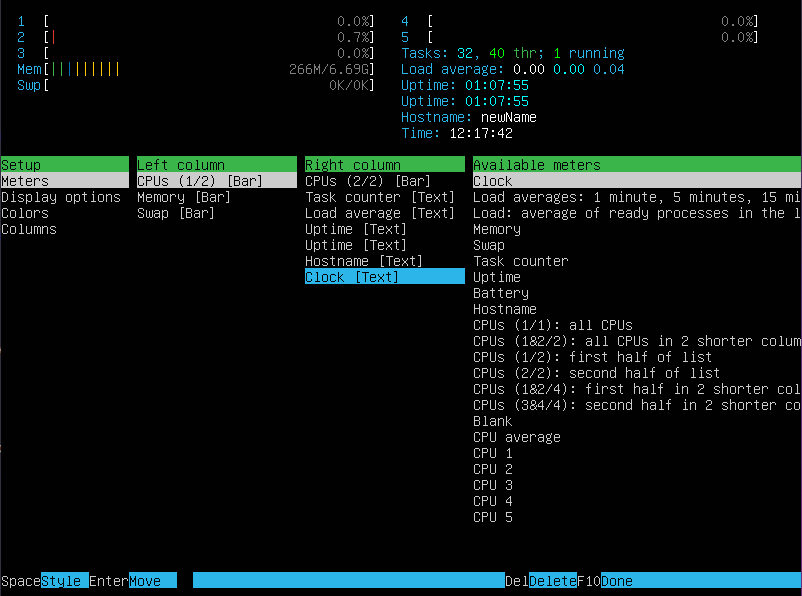 1 [ 0.0%] 4 [ 0.0%]
2 [| 0.7%] 5 [ 0.0%]
3 [ 0.0%] Tasks: 32, 40 thr; 1 running
Mem[||||||||| 266M/6.69G] Load average: 0.00 0.00 0.04
Swp[ 0K/0K] Uptime: 01:07:55
Uptime: 01:07:55
Hostname: newName
Time: 12:17:42
Setup Left column Right column Available meters
Meters CPUs (1/2) [Bar] CPUs (2/2) [Bar] Clock
Display options Memory [Bar] Task counter [Text] Load averages: 1 minute, 5 minutes, 15 mi
Colors Swap [Bar] Load average [Text] Load: average of ready processes in the l
Columns Uptime [Text] Memory
Uptime [Text] Swap
Hostname [Text] Task counter
Clock [Text] Uptime
Battery
Hostname
CPUs (1/1): all CPUs
CPUs (1&2/2): all CPUs in 2 shorter colum
CPUs (1/2): first half of list
CPUs (2/2): second half of list
CPUs (1&2/4): first half in 2 shorter col
CPUs (3&4/4): second half in 2 shorter co
Blank
CPU average
CPU 1
CPU 2
CPU 3
CPU 4
CPU 5
SpaceStyle EnterMove DelDeleteF10Done